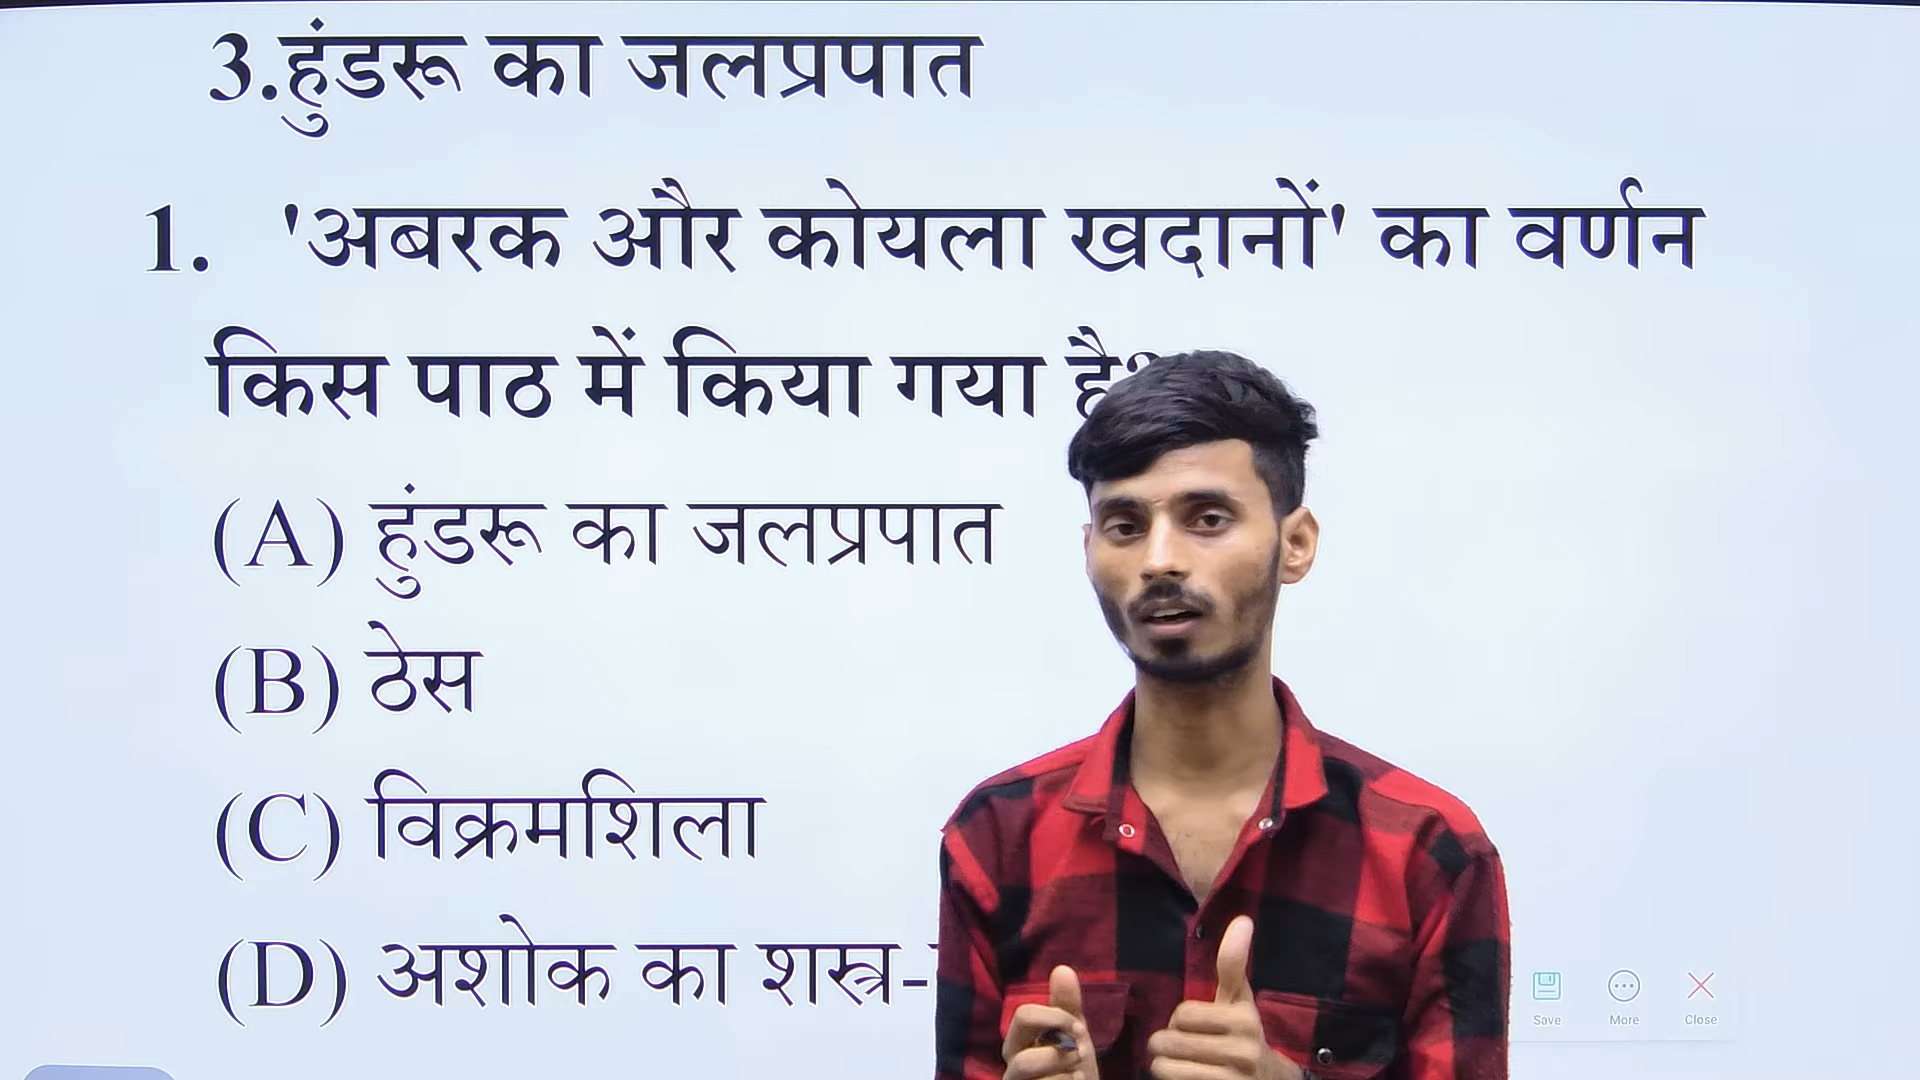 3.हुंडरू का जलप्रपात
1. 'अबरक और कोयला खदानों' का वर्णन
किस पाठ में किया गया है?
(A) हुंडरू का जलप्रपात
(B) ठेस
(C) विक्रमशिला
(D) अशोक का शस्त्र-
Save More Close